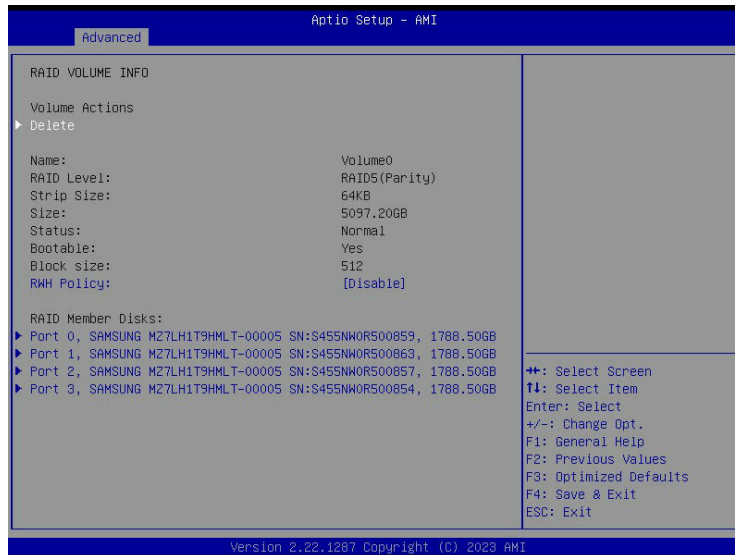 Aptio Setup – AMI
Advanced
RAID VOLUME INFO
Volume Actions
▶ Delete
Name: Volume0
RAID Level: RAID5(Parity)
Strip Size: 64KB
Size: 5097.20GB
Status: Normal
Bootable: Yes
Block size: 512
RWH Policy: [Disable]
RAID Member Disks:
▶ Port 0, SAMSUNG MZ7LH1T9HMLT-00005 SN:S455NW0R500859, 1788.50GB
▶ Port 1, SAMSUNG MZ7LH1T9HMLT-00005 SN:S455NW0R500863, 1788.50GB
▶ Port 2, SAMSUNG MZ7LH1T9HMLT-00005 SN:S455NW0R500857, 1788.50GB
▶ Port 3, SAMSUNG MZ7LH1T9HMLT-00005 SN:S455NW0R500854, 1788.50GB
→←: Select Screen
↑↓: Select Item
Enter: Select
+/-: Change Opt.
F1: General Help
F2: Previous Values
F3: Optimized Defaults
F4: Save & Exit
ESC: Exit
Version 2.22.1287 Copyright (C) 2023 AMI